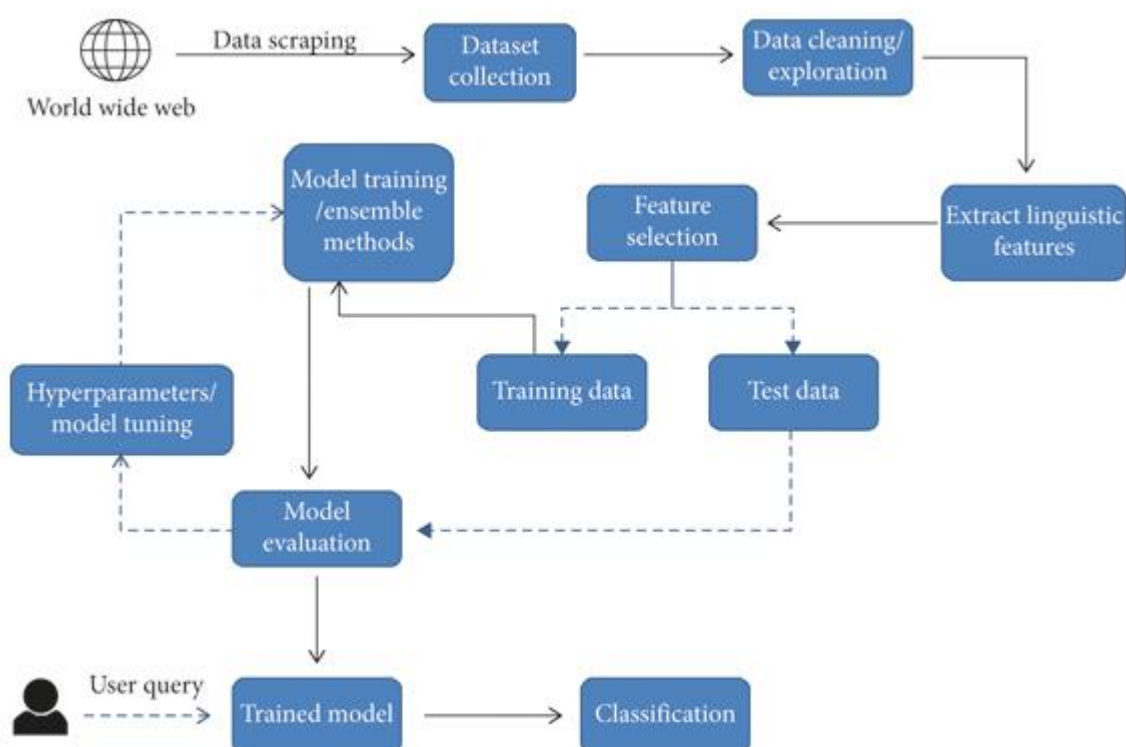 Data scraping
World wide web
Dataset
collection
Data cleaning/
exploration
Model training
/ensemble
methods
Feature
selection
Extract linguistic
features
Hyperparameters/
model tuning
Training data
Test data
Model
evaluation
User query
Trained model
Classification